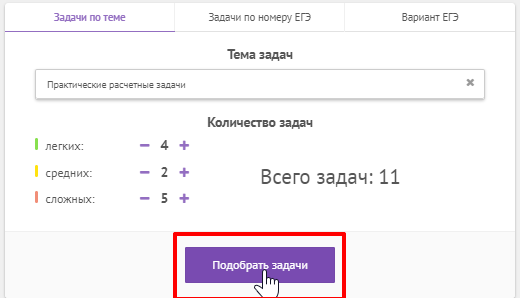 Задачи по теме Задачи по номеру ЕГЭ Вариант ЕГЭ
Тема задач
Практические расчетные задачи ×
Количество задач
легких: − 4 +
средних: − 2 +
сложных: − 5 +
Всего задач: 11
Подобрать задачи